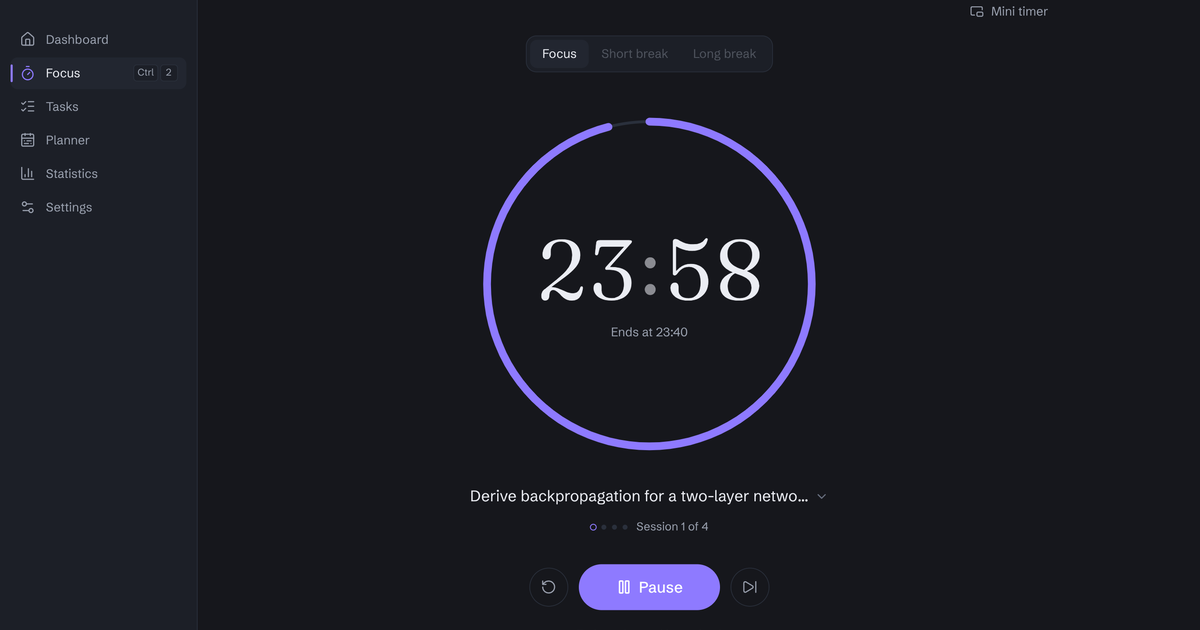 Mini timer
Dashboard
Focus Ctrl 2
Tasks
Planner
Statistics
Settings
Focus Short break Long break
23:58
Ends at 23:40
Derive backpropagation for a two-layer netwo...
Session 1 of 4
Pause